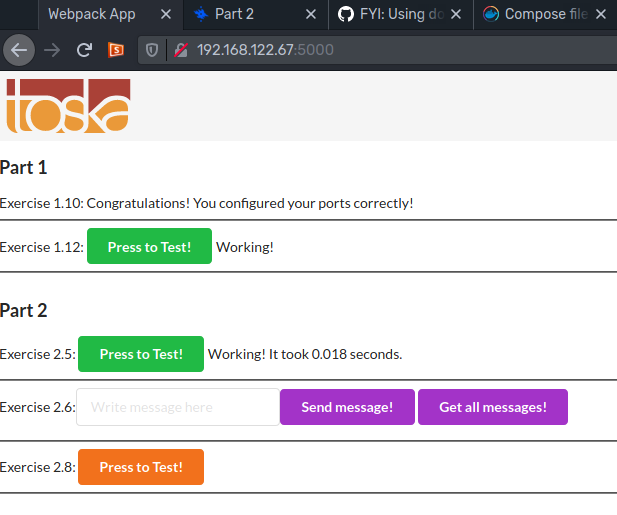 Webpack App
Part 2
FYI: Using do
Compose file
192.168.122.67:5000
toska
Part 1
Exercise 1.10: Congratulations! You configured your ports correctly!
Exercise 1.12: Press to Test! Working!
Part 2
Exercise 2.5: Press to Test! Working! It took 0.018 seconds.
Exercise 2.6: Write message here Send message! Get all messages!
Exercise 2.8: Press to Test!